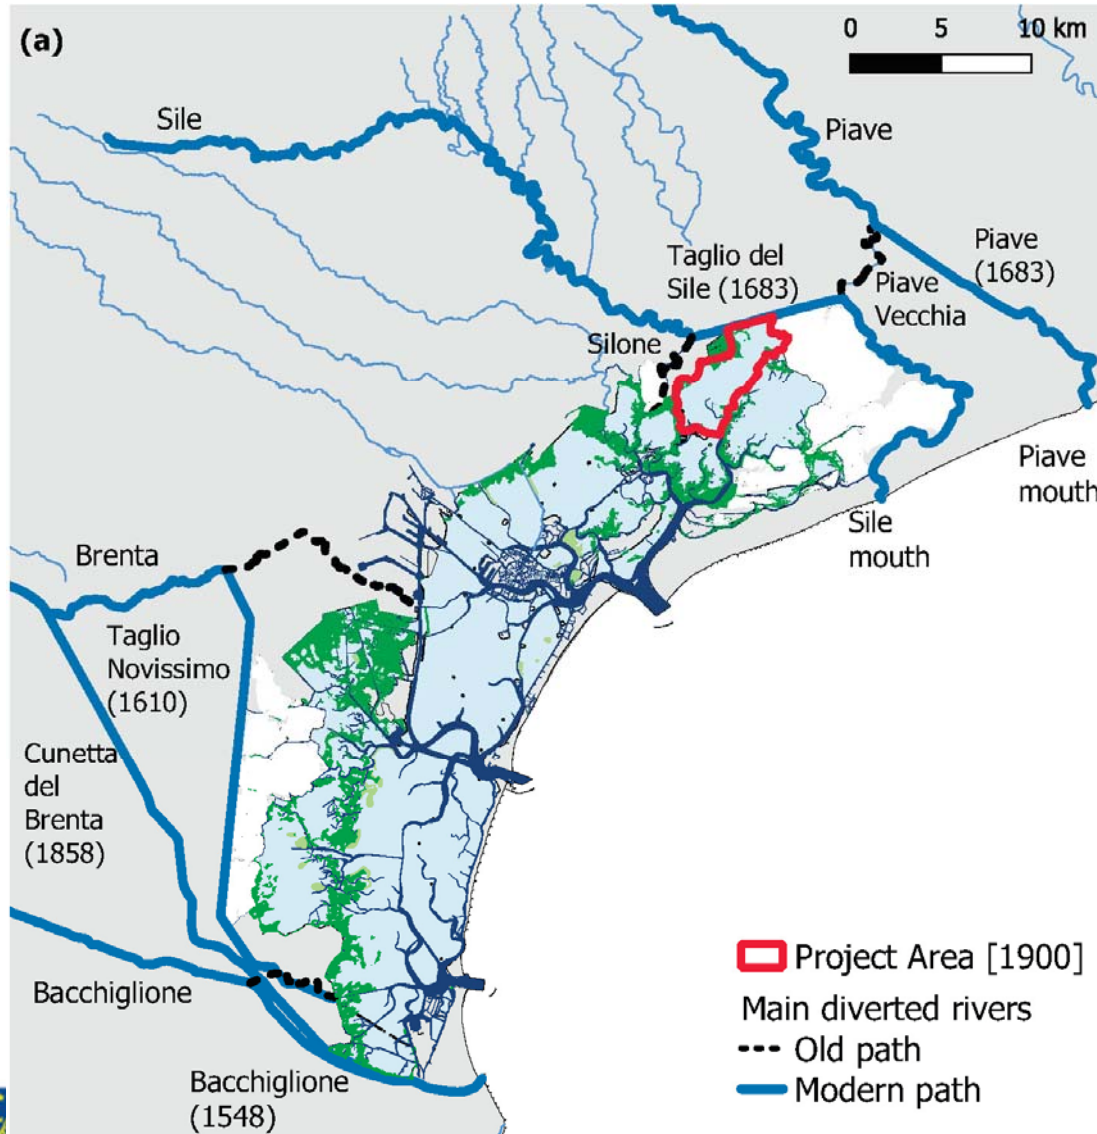 (a)
0 5 10 km
Sile
Piave
Taglio del
Sile (1683)
Piave
(1683)
Piave
Vecchia
Silone
Piave
mouth
Sile
mouth
Brenta
Taglio
Novissimo
(1610)
Cunetta
del
Brenta
(1858)
Bacchiglione
Bacchiglione
(1548)
Project Area [1900]
Main diverted rivers
Old path
Modern path